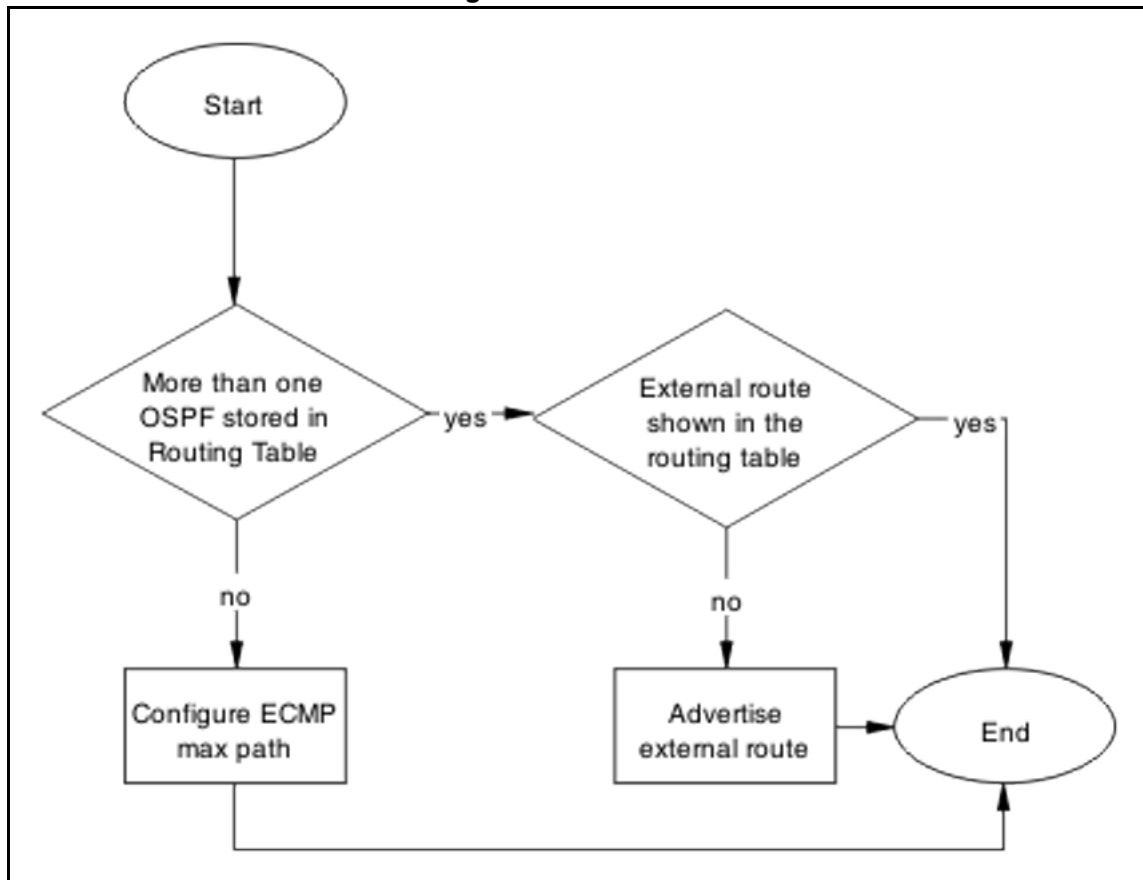 Start
More than one
OSPF stored in
Routing Table
yes
External route
shown in the
routing table
yes
no
no
Configure ECMP
max path
Advertise
external route
End